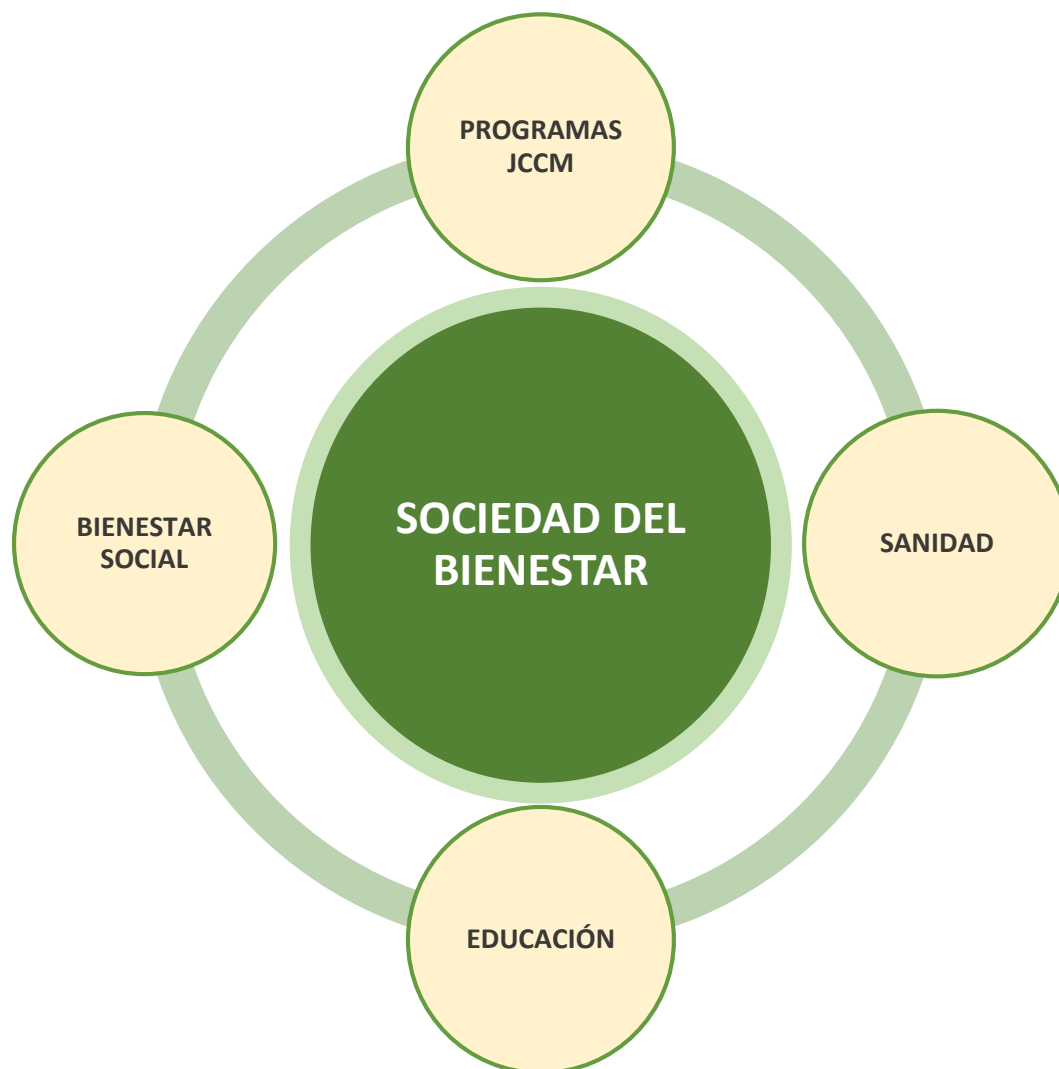 PROGRAMAS
JCCM
BIENESTAR
SOCIAL
SOCIEDAD DEL
BIENESTAR
SANIDAD
EDUCACIÓN